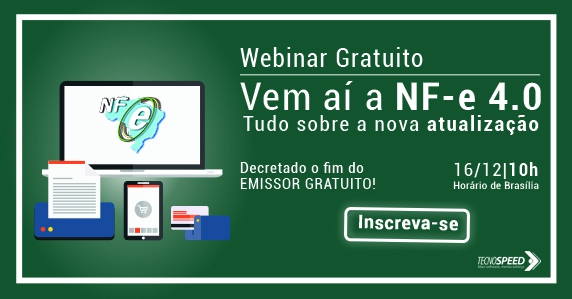 Webinar Gratuito
Vem aí a NF-e 4.0
Tudo sobre a nova atualização
Decretado o fim do
EMISSOR GRATUITO!
16/12|10h
Horário de Brasília
Inscreva-se
NF-e
TECNOSPEED